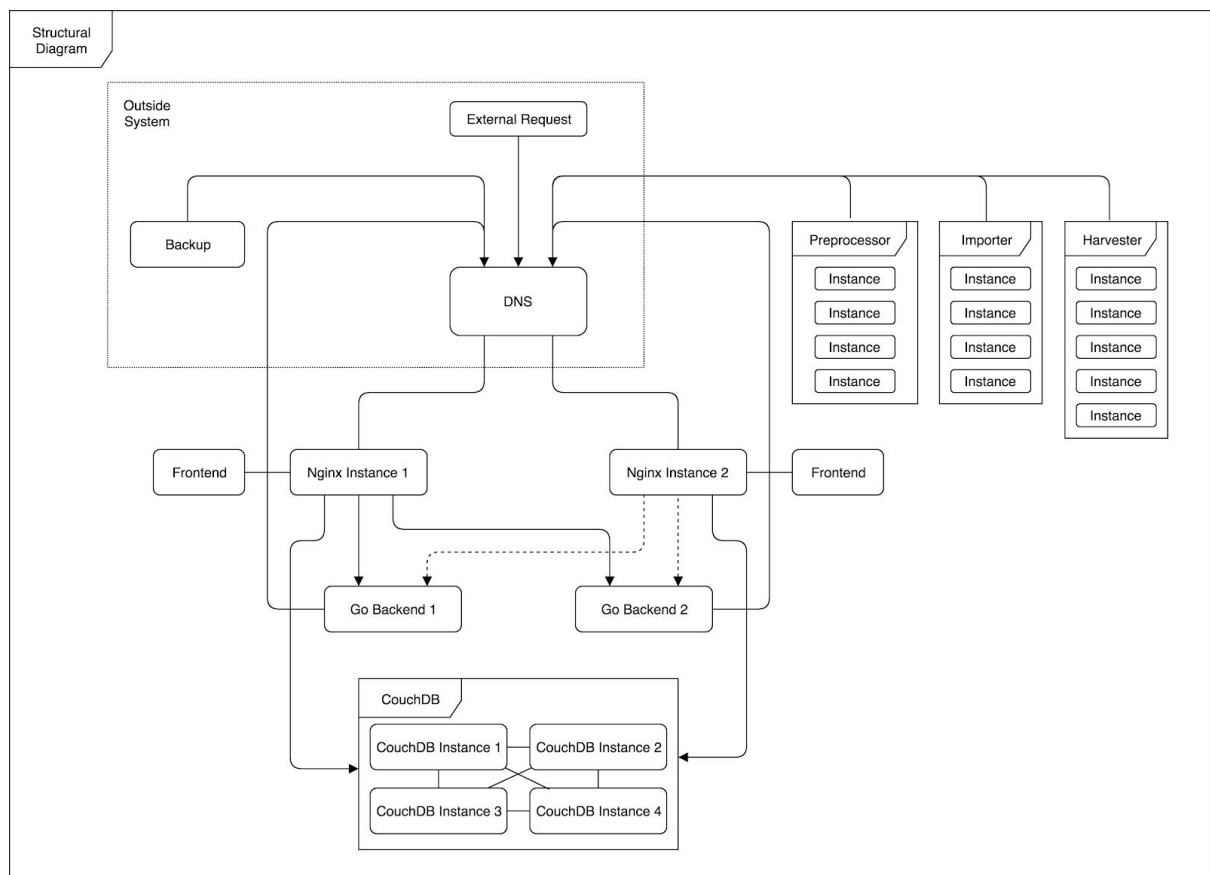 Structural
Diagram
Outside
System
External Request
Backup
DNS
Preprocessor
Instance
Instance
Instance
Instance
Importer
Instance
Instance
Instance
Instance
Harvester
Instance
Instance
Instance
Instance
Instance
Frontend
Nginx Instance 1
Nginx Instance 2
Frontend
Go Backend 1
Go Backend 2
CouchDB
CouchDB Instance 1
CouchDB Instance 2
CouchDB Instance 3
CouchDB Instance 4